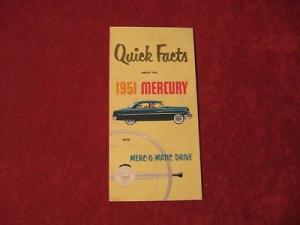 Quick Facts
ABOUT THE
1951 MERCURY
WITH
MERC-O-MATIC DRIVE